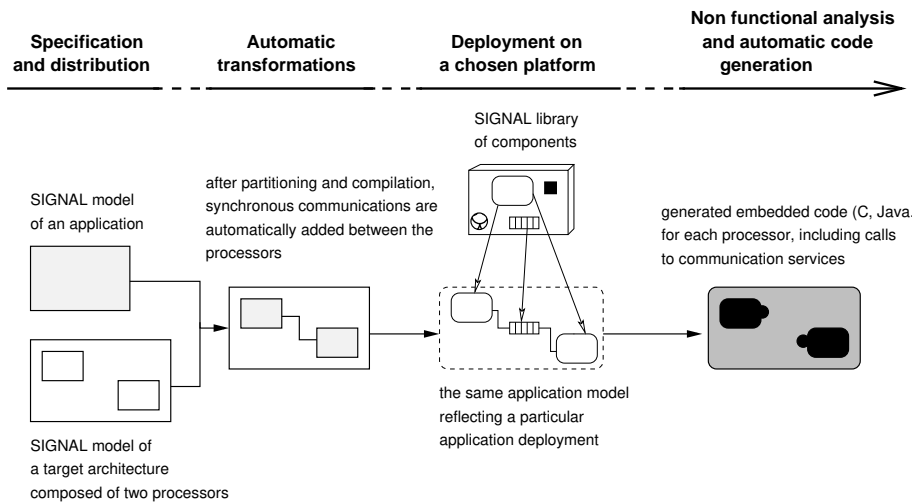 Specification
and distribution
Automatic
transformations
Deployment on
a chosen platform
Non functional analysis
and automatic code
generation
SIGNAL model
of an application
SIGNAL model of
a target architecture
composed of two processors
after partitioning and compilation,
synchronous communications are
automatically added between the
processors
SIGNAL library
of components
the same application model
reflecting a particular
application deployment
generated embedded code (C, Java.
for each processor, including calls
to communication services